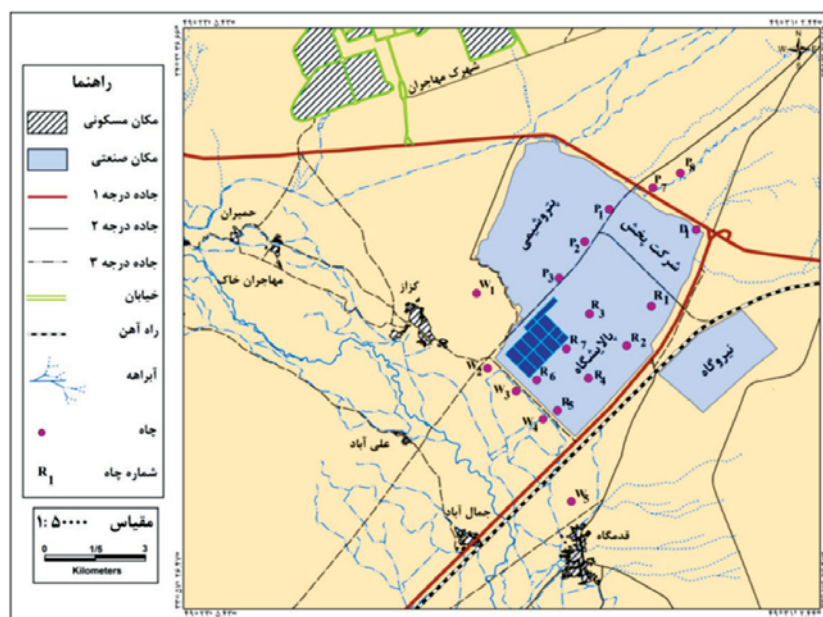 راهنما
مکان مسکونی
مکان صنعتی
جاده درجه ۱
جاده درجه ۲
جاده درجه ۳
خیابان
راه آهن
آبراهه
چاه
R1 شماره چاه
مقیاس ۱:۵۰۰۰۰
0 1/5 3
Kilometers
N
W E
S
شهرک مهاجران
پتروشیمی
شرکت پخش
پالایشگاه
نیروگاه
خمیران
مهاجران خاک
کزاز
علی آباد
جمال آباد
قدمگاه
P8
P7
P1
D1
P2
P3
W1
R1
R3
R7
R2
W2
R6
R4
W3
R5
W4
W5